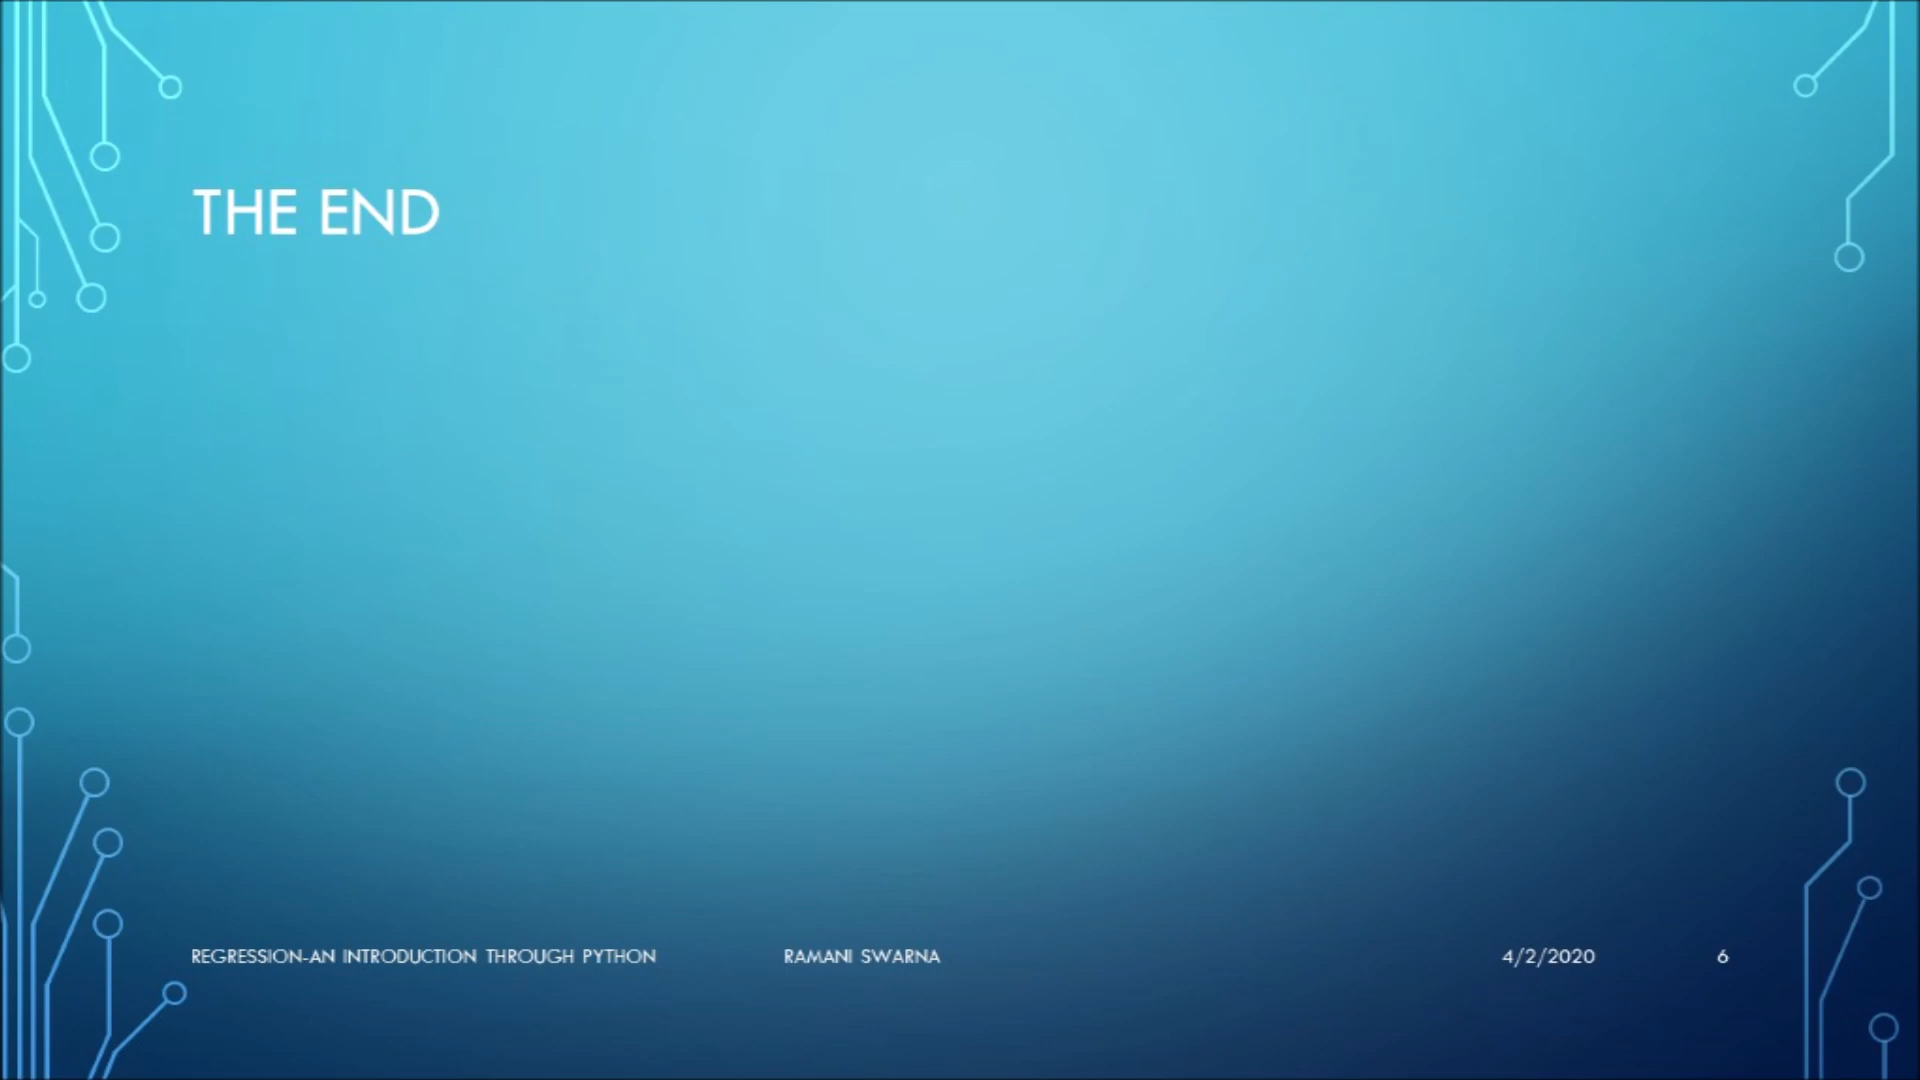 THE END
REGRESSION-AN INTRODUCTION THROUGH PYTHON RAMANI SWARNA 4/2/2020 6